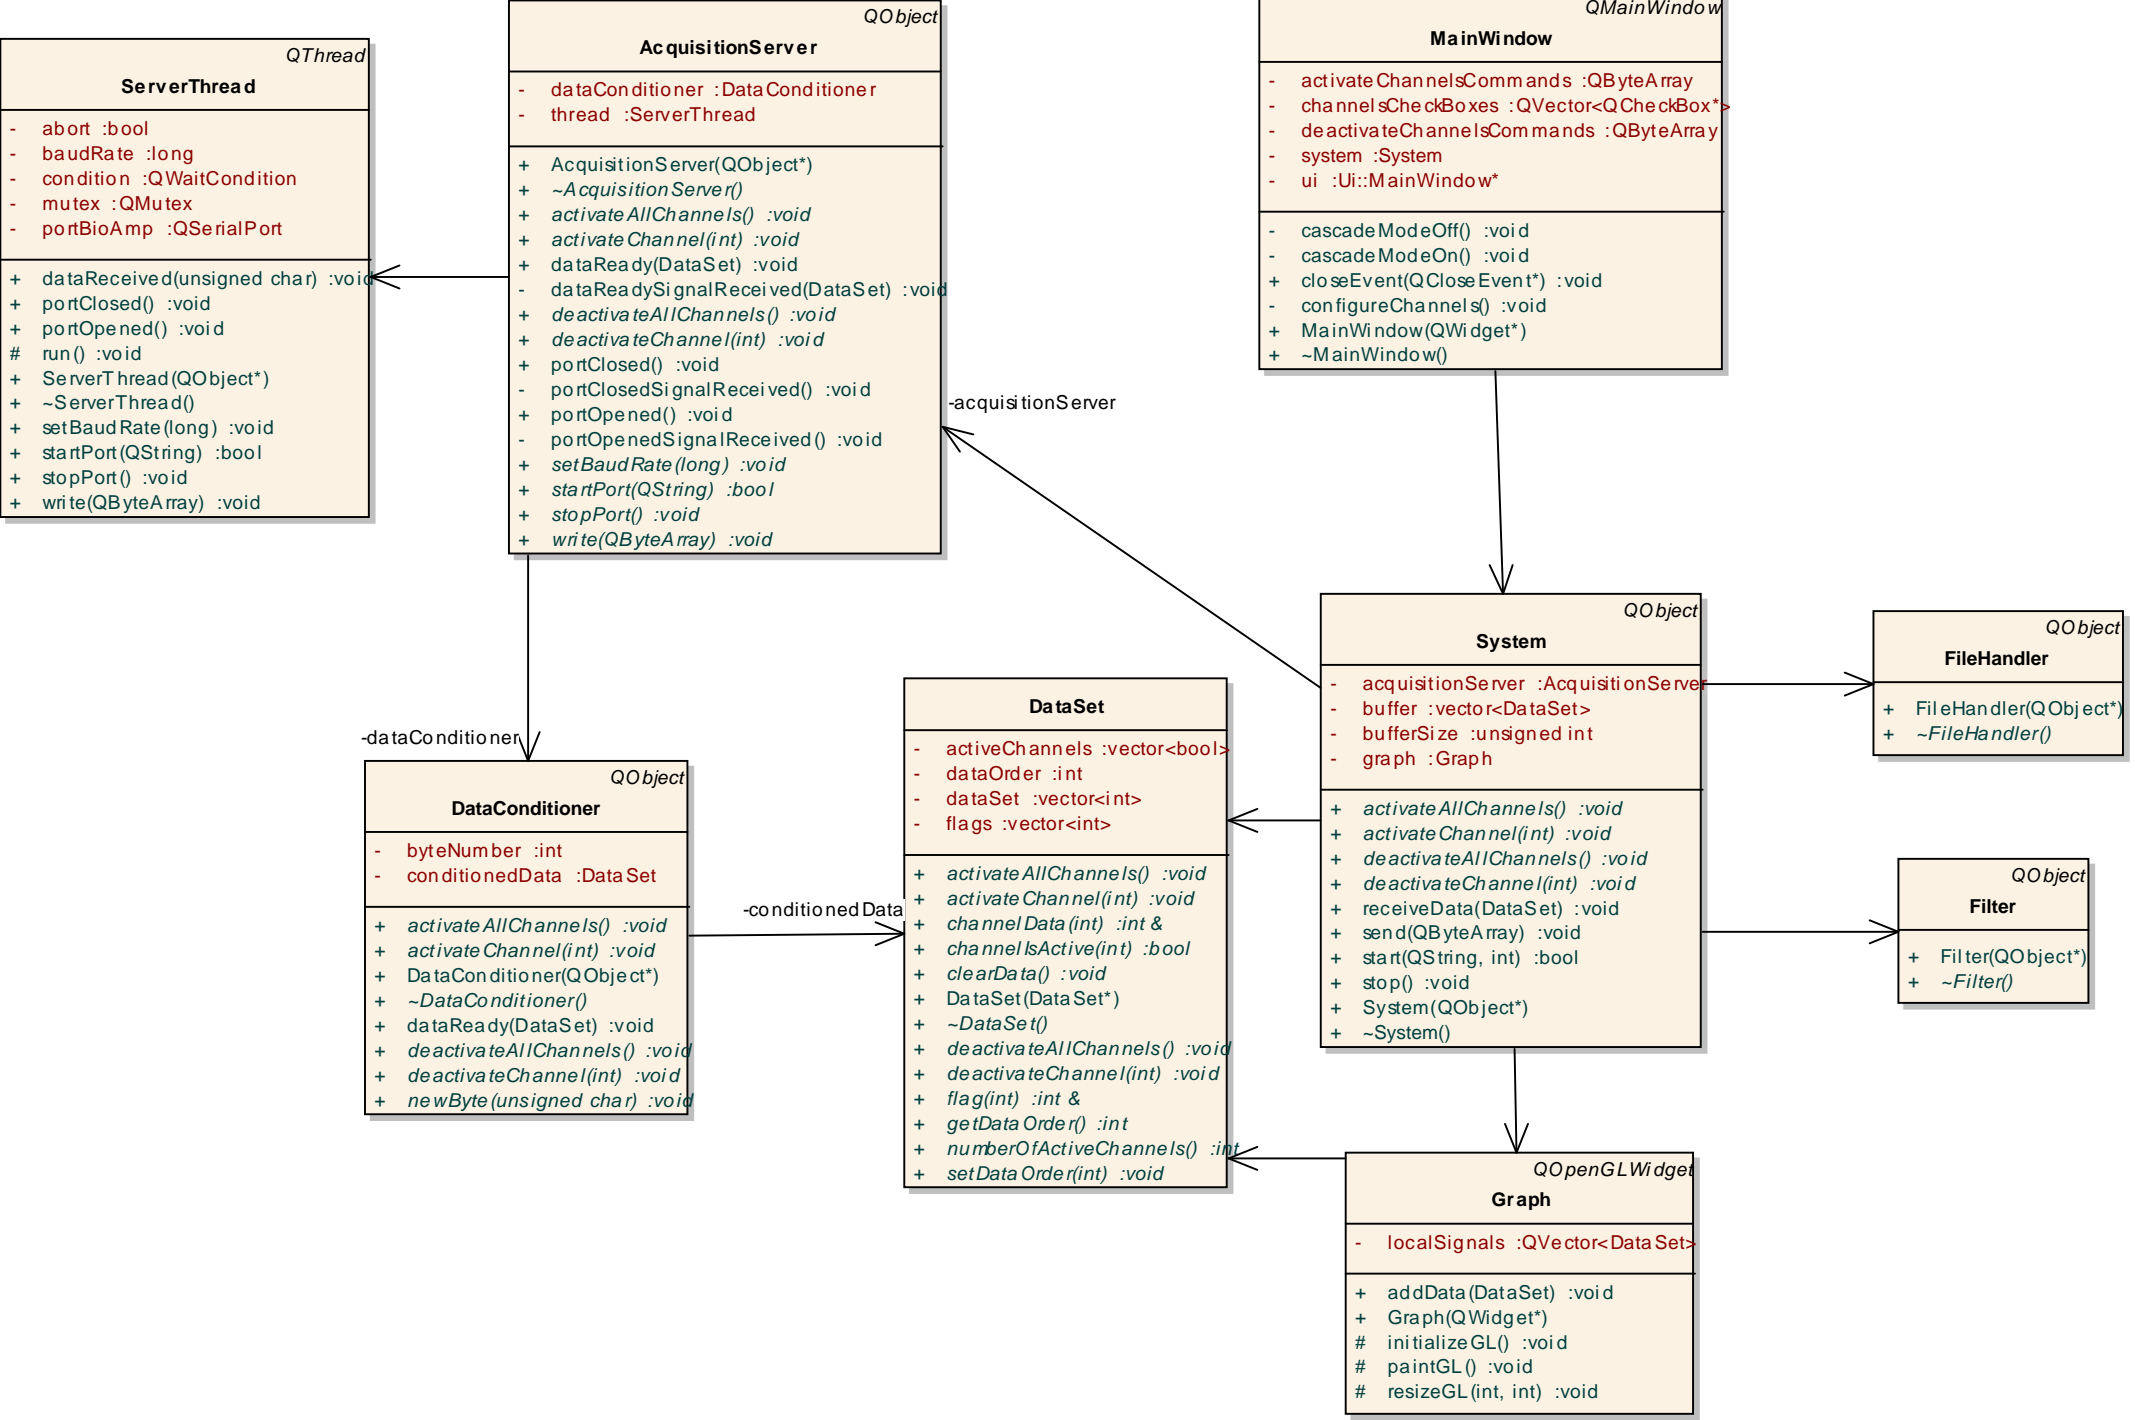 QThread
ServerThread
- abort :bool
- baudRate :long
- condition :QWaitCondition
- mutex :QMutex
- portBioAmp :QSerialPort
+ dataReceived(unsigned char) :void
+ portClosed() :void
+ portOpened() :void
# run() :void
+ ServerThread(QObject*)
+ ~ServerThread()
+ setBaudRate(long) :void
+ startPort(QString) :bool
+ stopPort() :void
+ write(QByteArray) :void
QObject
AcquisitionServer
- dataConditioner :DataConditioner
- thread :ServerThread
+ AcquisitionServer(QObject*)
+ ~AcquisitionServer()
+ activateAllChannels() :void
+ activateChannel(int) :void
+ dataReady(DataSet) :void
- dataReadySignalReceived(DataSet) :void
+ deactivateAllChannels() :void
+ deactivateChannel(int) :void
+ portClosed() :void
- portClosedSignalReceived() :void
+ portOpened() :void
- portOpenedSignalReceived() :void
+ setBaudRate(long) :void
+ startPort(QString) :bool
+ stopPort() :void
+ write(QByteArray) :void
QMainWindow
MainWindow
- activateChannelsCommands :QByteArray
- channelsCheckBoxes :QVector<QCheckBox*>
- deactivateChannelsCommands :QByteArray
- system :System
- ui :Ui::MainWindow*
- cascadeModeOff() :void
- cascadeModeOn() :void
+ closeEvent(QCloseEvent*) :void
- configureChannels() :void
+ MainWindow(QWidget*)
+ ~MainWindow()
-acquisitionServer
-dataConditioner
QObject
DataConditioner
- byteNumber :int
- conditionedData :DataSet
+ activateAllChannels() :void
+ activateChannel(int) :void
+ DataConditioner(QObject*)
+ ~DataConditioner()
+ dataReady(DataSet) :void
+ deactivateAllChannels() :void
+ deactivateChannel(int) :void
+ newByte(unsigned char) :void
-conditionedData
DataSet
- activeChannels :vector<bool>
- dataOrder :int
- dataSet :vector<int>
- flags :vector<int>
+ activateAllChannels() :void
+ activateChannel(int) :void
+ channelData(int) :int &
+ channelIsActive(int) :bool
+ clearData() :void
+ DataSet(DataSet*)
+ ~DataSet()
+ deactivateAllChannels() :void
+ deactivateChannel(int) :void
+ flag(int) :int &
+ getDataOrder() :int
+ numberOfActiveChannels() :int
+ setDataOrder(int) :void
QObject
System
- acquisitionServer :AcquisitionServer
- buffer :vector<DataSet>
- bufferSize :unsigned int
- graph :Graph
+ activateAllChannels() :void
+ activateChannel(int) :void
+ deactivateAllChannels() :void
+ deactivateChannel(int) :void
+ receiveData(DataSet) :void
+ send(QByteArray) :void
+ start(QString, int) :bool
+ stop() :void
+ System(QObject*)
+ ~System()
QObject
FileHandler
+ FileHandler(QObject*)
+ ~FileHandler()
QObject
Filter
+ Filter(QObject*)
+ ~Filter()
QOpenGLWidget
Graph
- localSignals :QVector<DataSet>
+ addData(DataSet) :void
+ Graph(QWidget*)
# initializeGL() :void
# paintGL() :void
# resizeGL(int, int) :void